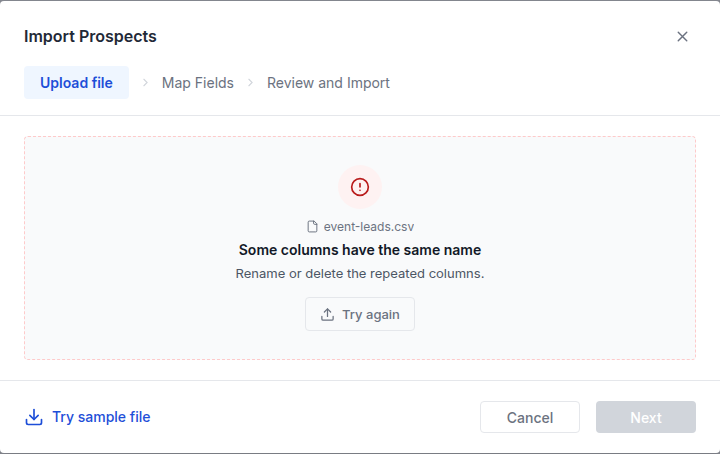 Import Prospects
Upload file
Map Fields
Review and Import
event-leads.csv
Some columns have the same name
Rename or delete the repeated columns.
Try again
Try sample file
Cancel
Next